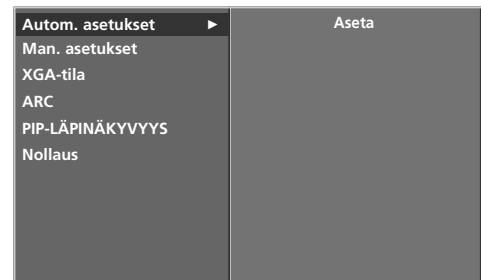 Autom. asetukset ► Aseta
Man. asetukset
XGA-tila
ARC
PIP-LÄPINÄKYVYYS
Nollaus